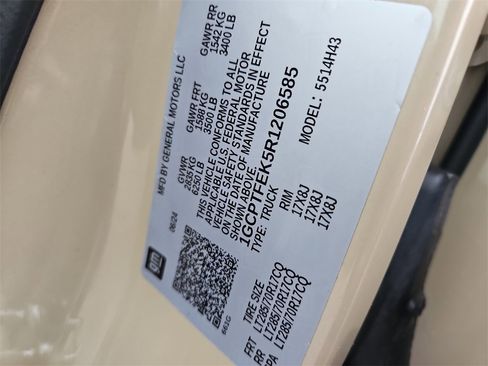 MFD BY GENERAL MOTORS LLC
06/24
GVWR
2835 KG
6250 LB
GAWR FRT
1588 KG
3500 LB
GAWR RR
1542 KG
3400 LB
THIS VEHICLE CONFORMS TO ALL
APPLICABLE U.S. FEDERAL MOTOR
VEHICLE SAFETY STANDARDS IN EFFECT
ON THE DATE OF MANUFACTURE
SHOWN ABOVE.
1GCPTFEK5R1206585
TYPE: TRUCK
MODEL: 5514H43
TIRE SIZE
RIM
FRT LT285/70R17CQ
17X8J
RR LT285/70R17CQ
17X8J
PA LT285/70R17CQ
17X8J